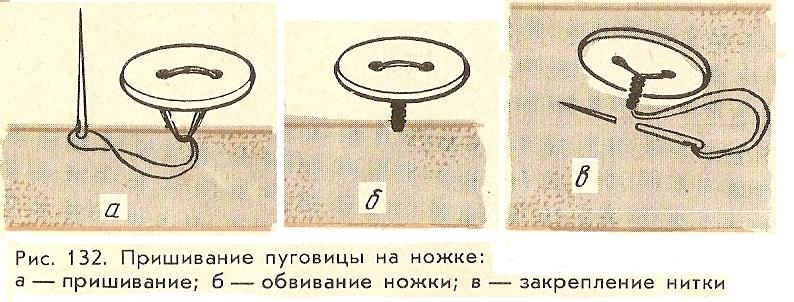 а
б
в
Рис. 132. Пришивание пуговицы на ножке:
а — пришивание; б — обвивание ножки; в — закрепление нитки